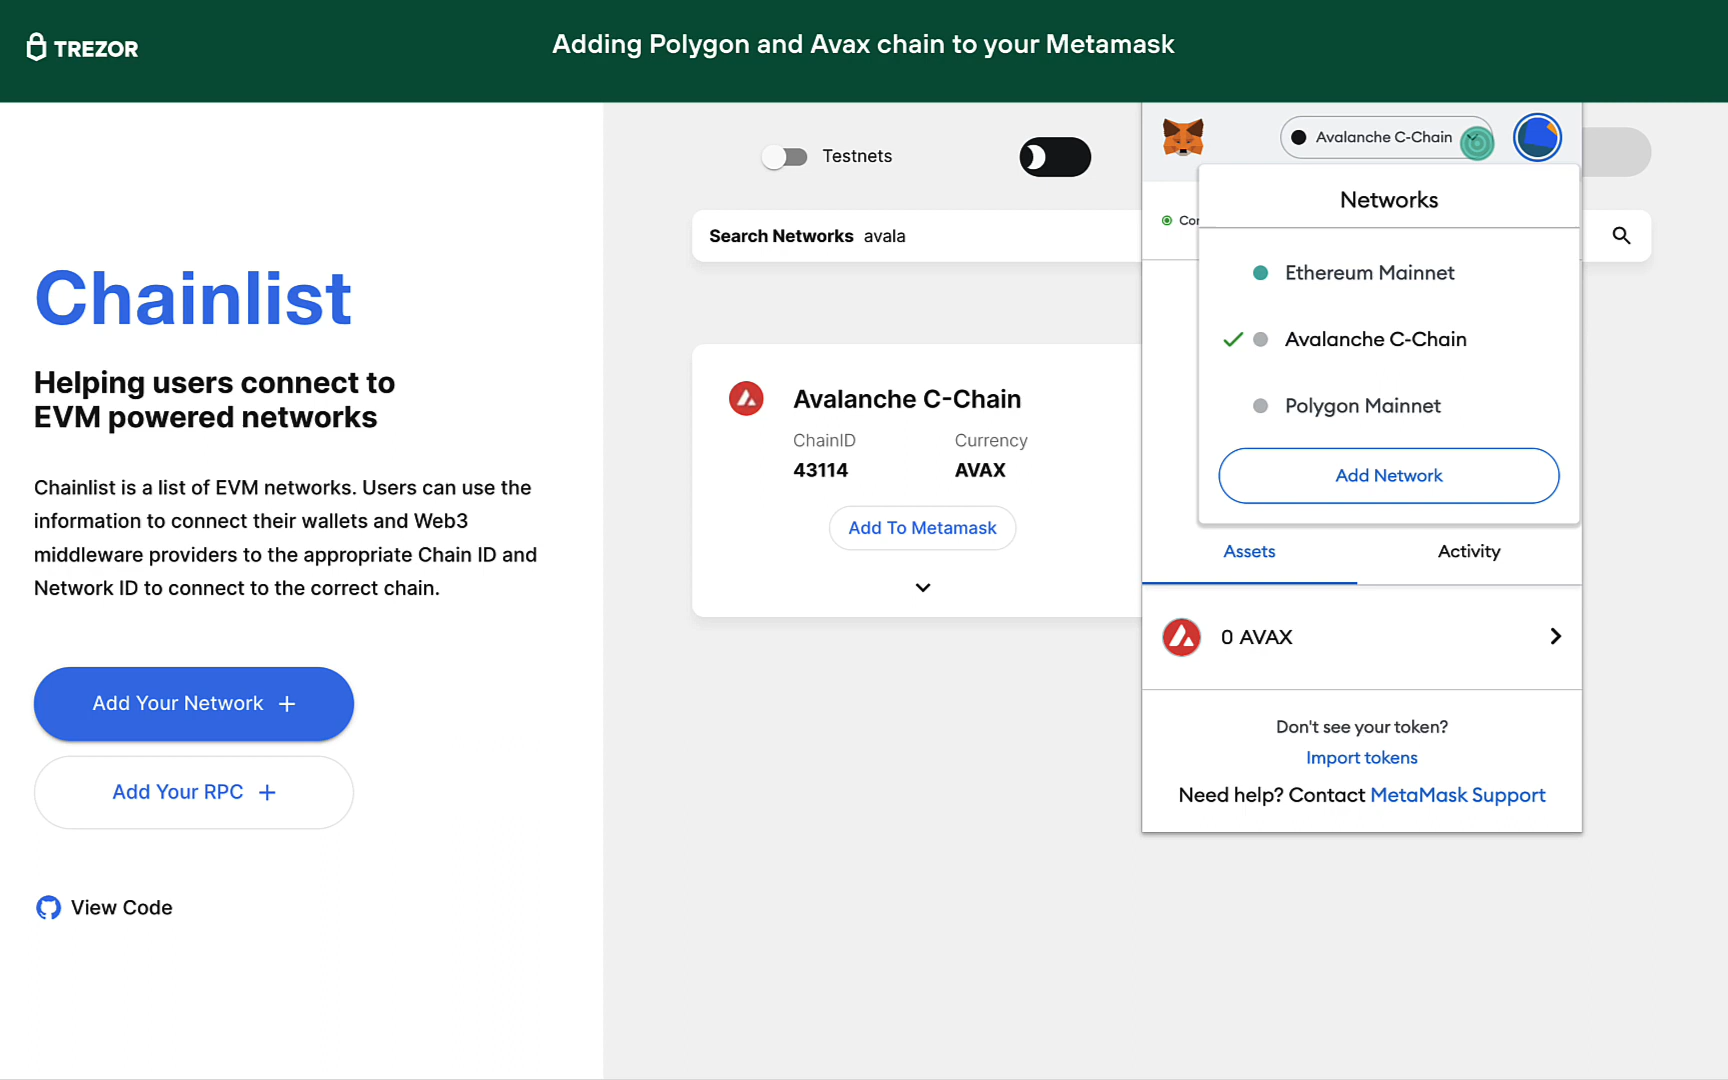 TREZOR
Adding Polygon and Avax chain to your Metamask
Chainlist
Helping users connect to
EVM powered networks
Chainlist is a list of EVM networks. Users can use the
information to connect their wallets and Web3
middleware providers to the appropriate Chain ID and
Network ID to connect to the correct chain.
Add Your Network +
Add Your RPC +
View Code
Testnets
Search Networks avala
Avalanche C-Chain
ChainID Currency
43114 AVAX
Add To Metamask
Avalanche C-Chain
Networks
Ethereum Mainnet
Avalanche C-Chain
Polygon Mainnet
Add Network
Assets Activity
0 AVAX
Don't see your token?
Import tokens
Need help? Contact MetaMask Support